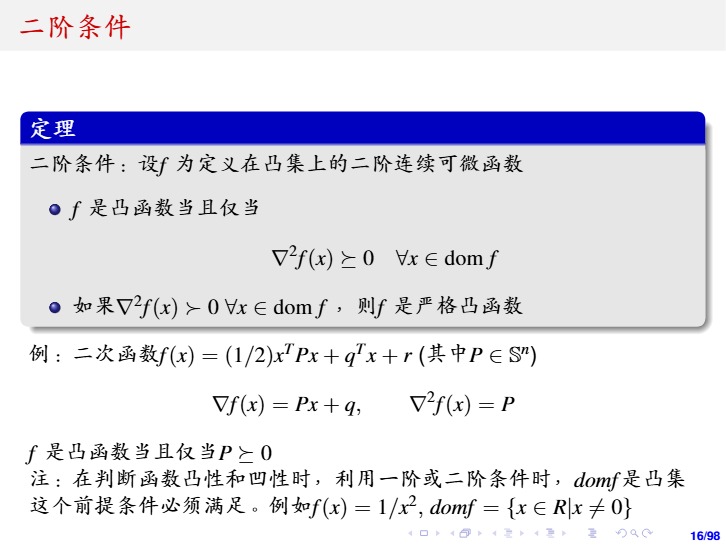 二阶条件
定理
二阶条件：设f 为定义在凸集上的二阶连续可微函数
f 是凸函数当且仅当
∇²f(x) ⪰ 0 ∀x ∈ dom f
如果∇²f(x) ≻ 0 ∀x ∈ dom f ，则f 是严格凸函数
例：二次函数f(x) = (1/2)xᵀPx + qᵀx + r (其中P ∈ 𝕊ⁿ)
∇f(x) = Px + q, ∇²f(x) = P
f 是凸函数当且仅当P ⪰ 0
注：在判断函数凸性和凹性时，利用一阶或二阶条件时，domf是凸集
这个前提条件必须满足。例如f(x) = 1/x², domf = {x ∈ R|x ≠ 0}
16/98